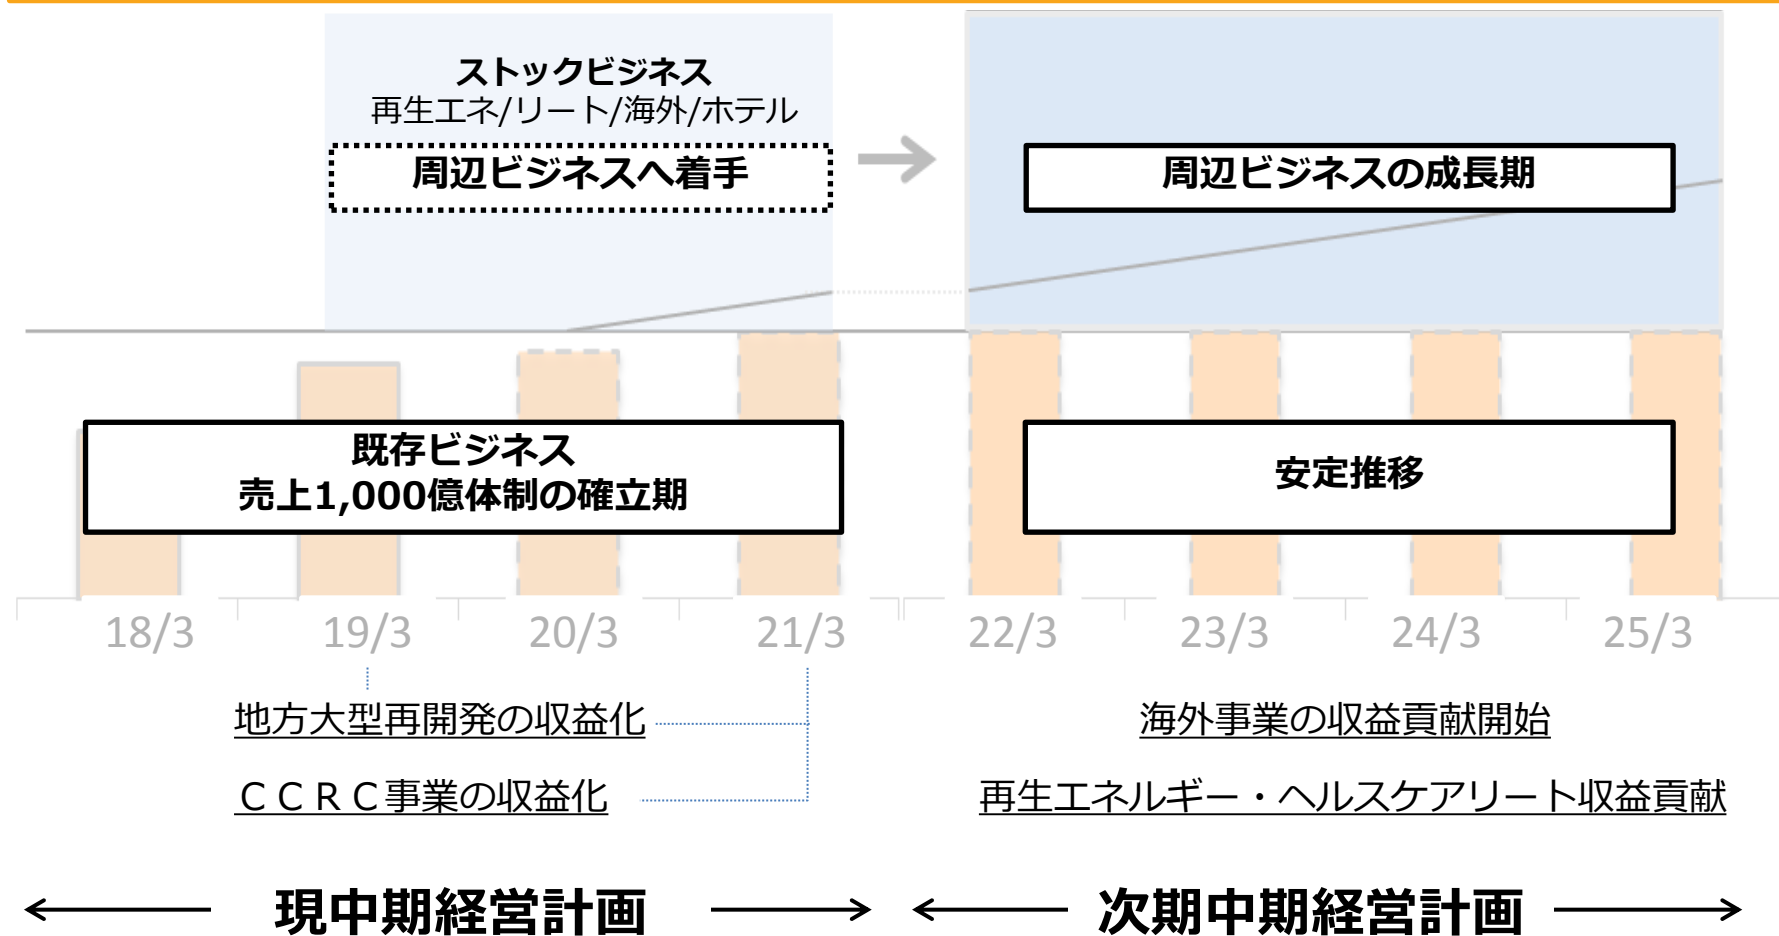 ストックビジネス
再生エネ/リート/海外/ホテル
周辺ビジネスへ着手
周辺ビジネスの成長期
既存ビジネス
売上1,000億体制の確立期
安定推移
18/3 19/3 20/3 21/3 22/3 23/3 24/3 25/3
地方大型再開発の収益化
ＣＣＲＣ事業の収益化
海外事業の収益貢献開始
再生エネルギー・ヘルスケアリート収益貢献
現中期経営計画
次期中期経営計画